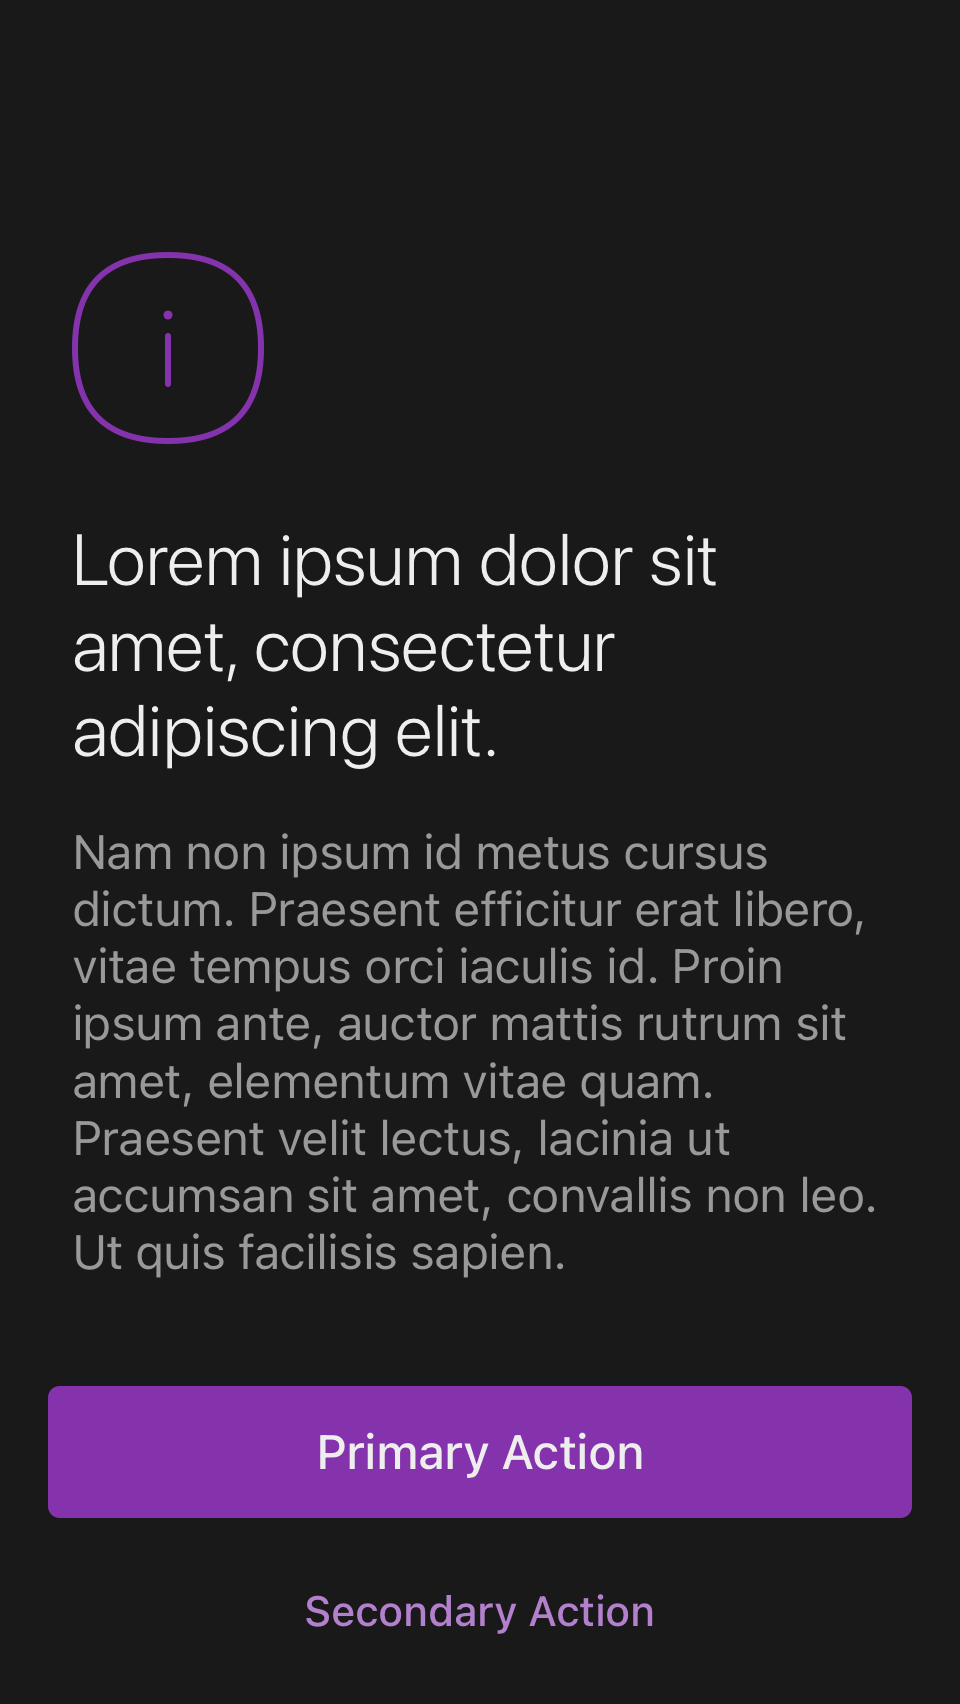 Lorem ipsum dolor sit
amet, consectetur
adipiscing elit.
Nam non ipsum id metus cursus
dictum. Praesent efficitur erat libero,
vitae tempus orci iaculis id. Proin
ipsum ante, auctor mattis rutrum sit
amet, elementum vitae quam.
Praesent velit lectus, lacinia ut
accumsan sit amet, convallis non leo.
Ut quis facilisis sapien.
Primary Action
Secondary Action